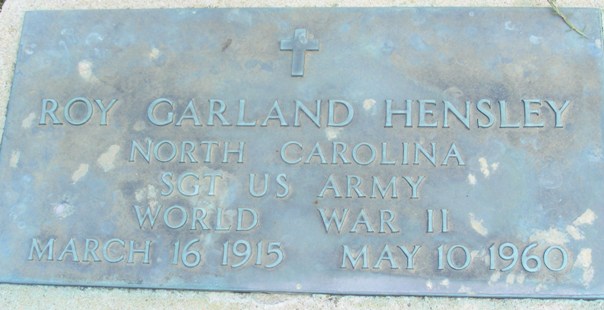 ROY GARLAND HENSLEY
NORTH CAROLINA
SGT US ARMY
WORLD WAR II
MARCH 16 1915 MAY 10 1960